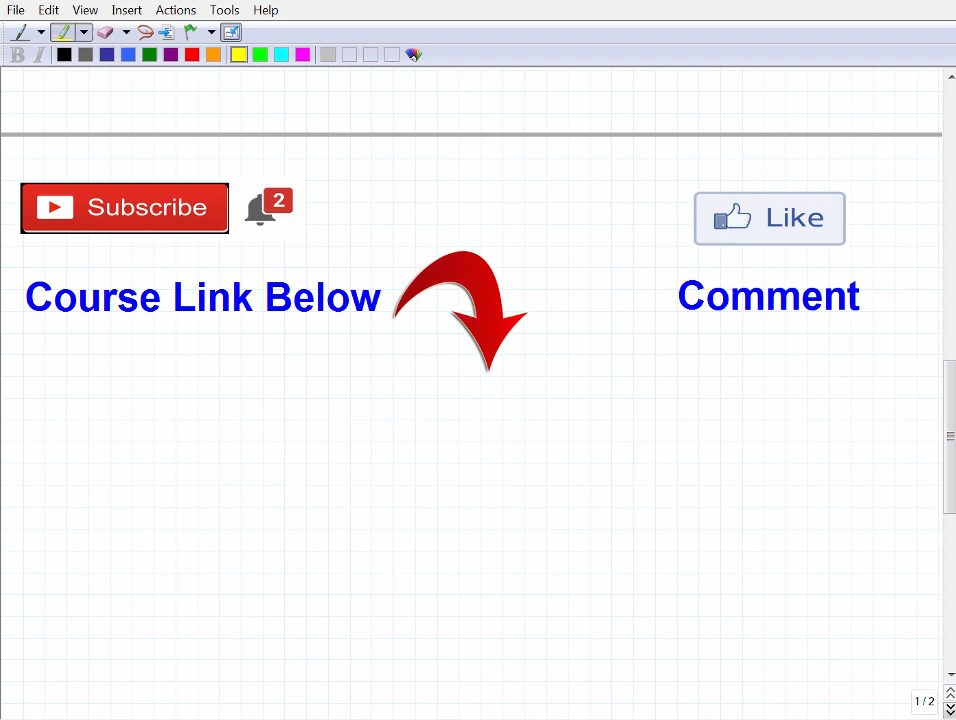 File Edit View Insert Actions Tools Help
B I
Subscribe 2
Like
Course Link Below
Comment
1 / 2